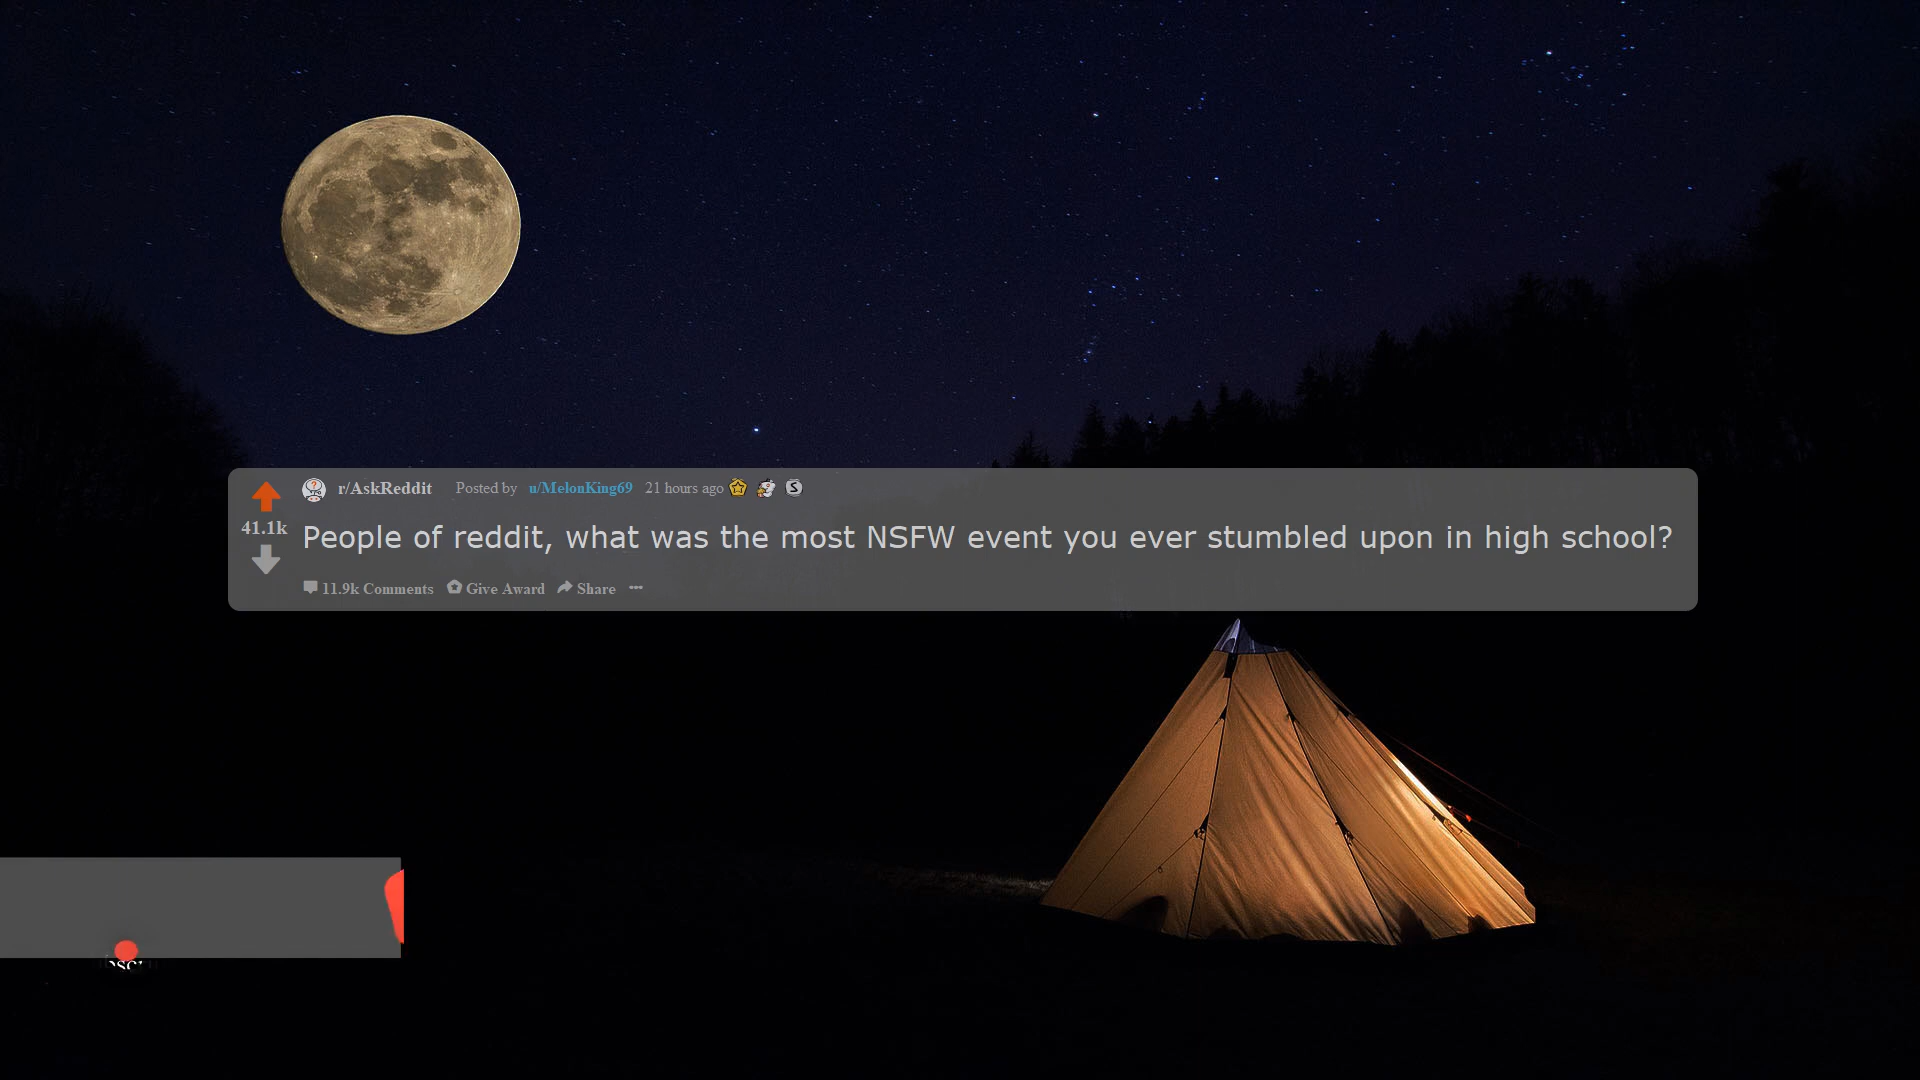 r/AskReddit Posted by u/MelonKing69 21 hours ago
41.1k
People of reddit, what was the most NSFW event you ever stumbled upon in high school?
11.9k Comments Give Award Share